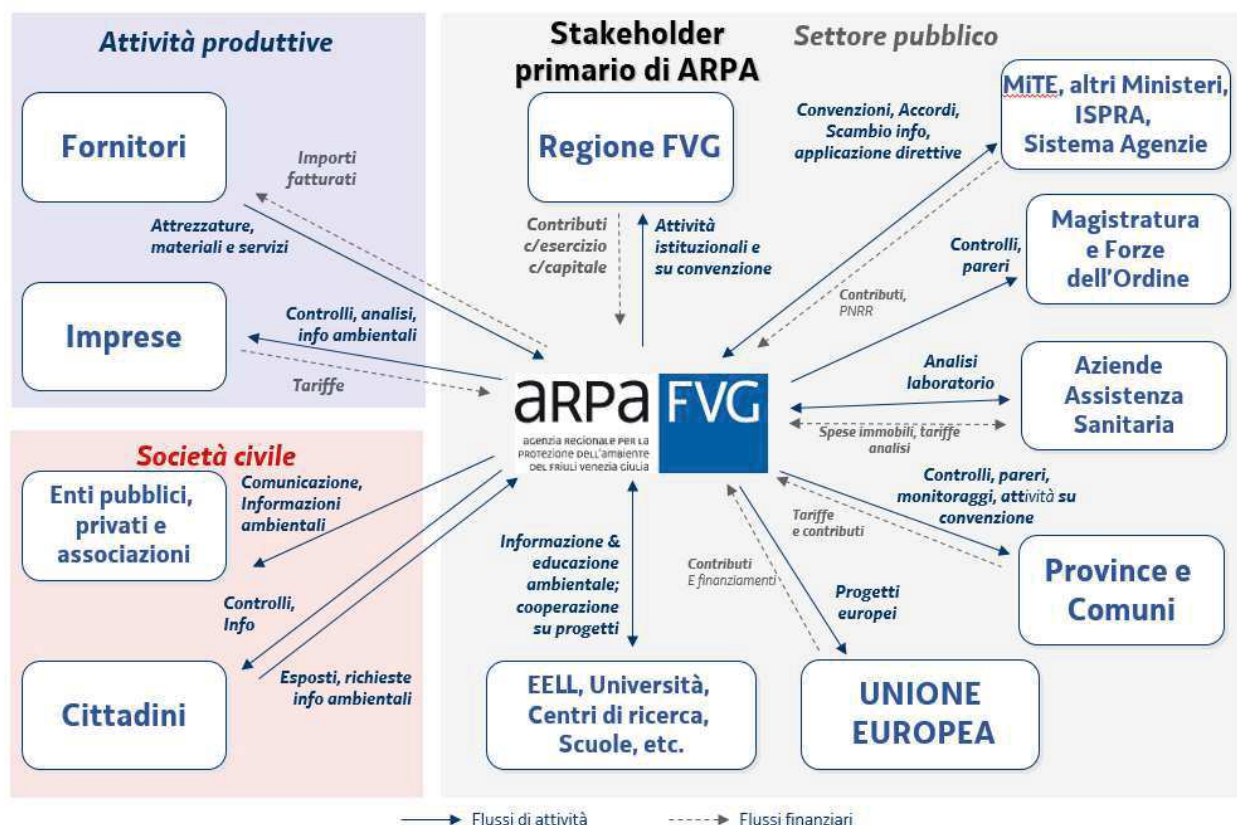 Attività produttive
Fornitori
Importi
fatturati
Attrezzature,
materiali e servizi
Imprese
Controlli, analisi,
info ambientali
Tariffe
Società civile
Enti pubblici,
privati e
associazioni
Comunicazione,
Informazioni
ambientali
Controlli,
Info
Cittadini
Esposti, richieste
info ambientali
Stakeholder
primario di ARPA
Settore pubblico
Regione FVG
Contributi
c/esercizio
c/capitale
Attività
istituzionali e
su convenzione
Convenzioni, Accordi,
Scambio info,
applicazione direttive
MiTE, altri Ministeri,
ISPRA,
Sistema Agenzie
Contributi,
PNRR
Controlli,
pareri
Magistratura
e Forze
dell'Ordine
aRPa FVG
agenzia regionale per la
protezione dell'ambiente
del friuli venezia giulia
Analisi
laboratorio
Spese immobili, tariffe
analisi
Aziende
Assistenza
Sanitaria
Controlli, pareri,
monitoraggi, attività su
convenzione
Tariffe
e contributi
Province e
Comuni
Informazione &
educazione
ambientale;
cooperazione
su progetti
Contributi
E finanziamenti
Progetti
europei
EELL, Università,
Centri di ricerca,
Scuole, etc.
UNIONE
EUROPEA
Flussi di attività
Flussi finanziari